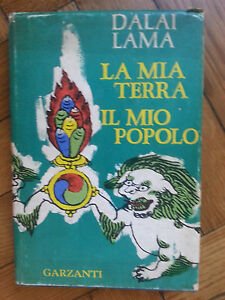 DALAI
LAMA
LA MIA
TERRA
IL MIO
POPOLO
GARZANTI